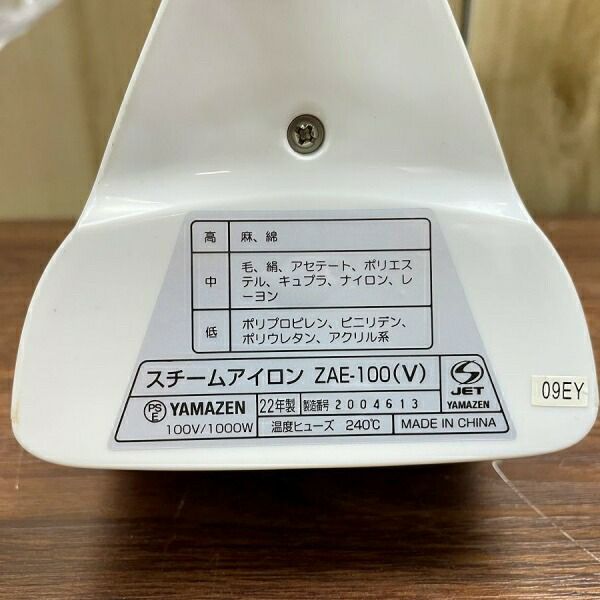 高 麻、綿
中 毛、絹、アセテート、ポリエス
テル、キュプラ、ナイロン、レ
ーヨン
低 ポリプロピレン、ビニリデン、
ポリウレタン、アクリル系
スチームアイロン ZAE-100(V)
S JET YAMAZEN
PSE YAMAZEN 22年製 製造番号 2004613
100V/1000W 温度ヒューズ 240℃ MADE IN CHINA
09EY